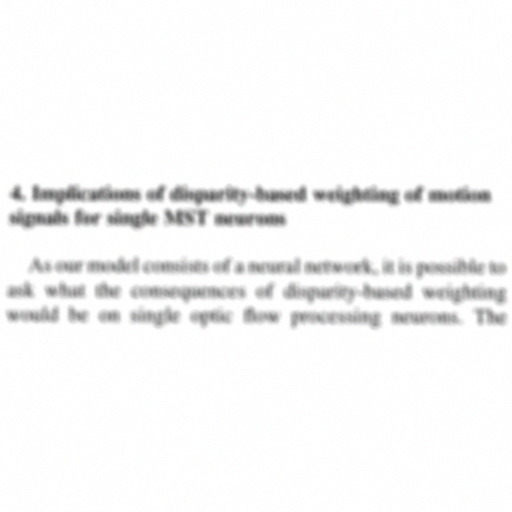 4. Implications of disparity-based weighting of motion
signals for single MST neurons
As our model consists of a neural network, it is possible to
ask what the consequences of disparity-based weighting
would be on single optic flow processing neurons. The